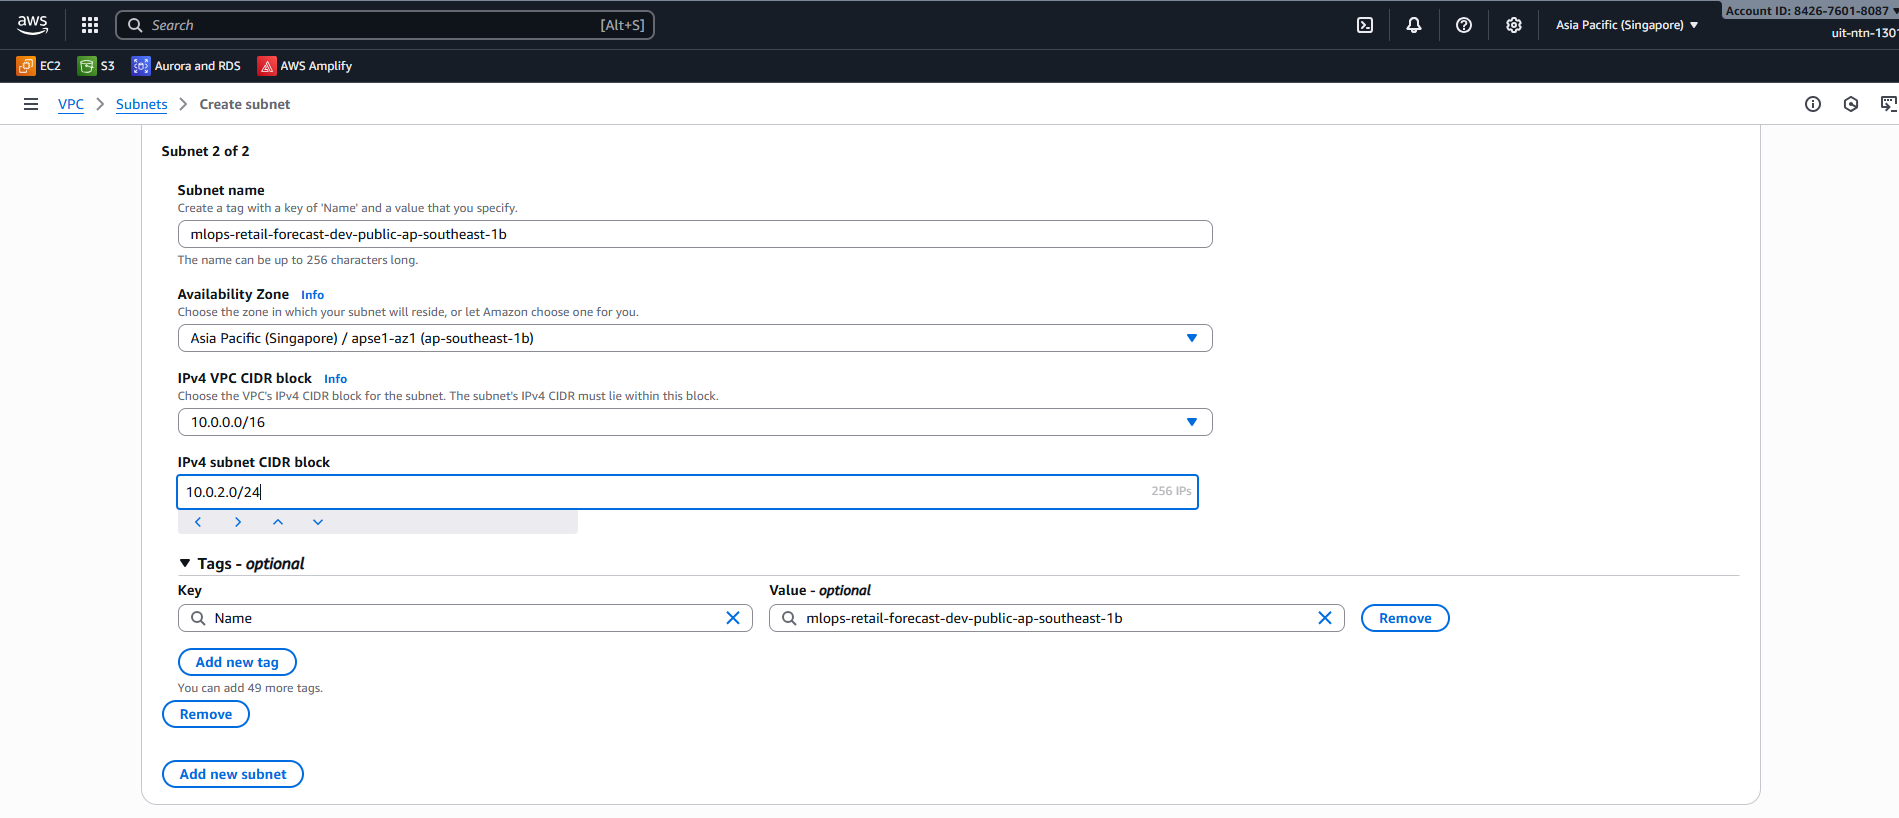 aws
Search [Alt+S]
Asia Pacific (Singapore)
Account ID: 8426-7601-8087
uit-ntn-1301
EC2 S3 Aurora and RDS AWS Amplify
VPC Subnets Create subnet
Subnet 2 of 2
Subnet name
Create a tag with a key of 'Name' and a value that you specify.
mlops-retail-forecast-dev-public-ap-southeast-1b
The name can be up to 256 characters long.
Availability Zone Info
Choose the zone in which your subnet will reside, or let Amazon choose one for you.
Asia Pacific (Singapore) / apse1-az1 (ap-southeast-1b)
IPv4 VPC CIDR block Info
Choose the VPC's IPv4 CIDR block for the subnet. The subnet's IPv4 CIDR must lie within this block.
10.0.0.0/16
IPv4 subnet CIDR block
10.0.2.0/24 256 IPs
Tags - optional
Key Value - optional
Name mlops-retail-forecast-dev-public-ap-southeast-1b Remove
Add new tag
You can add 49 more tags.
Remove
Add new subnet